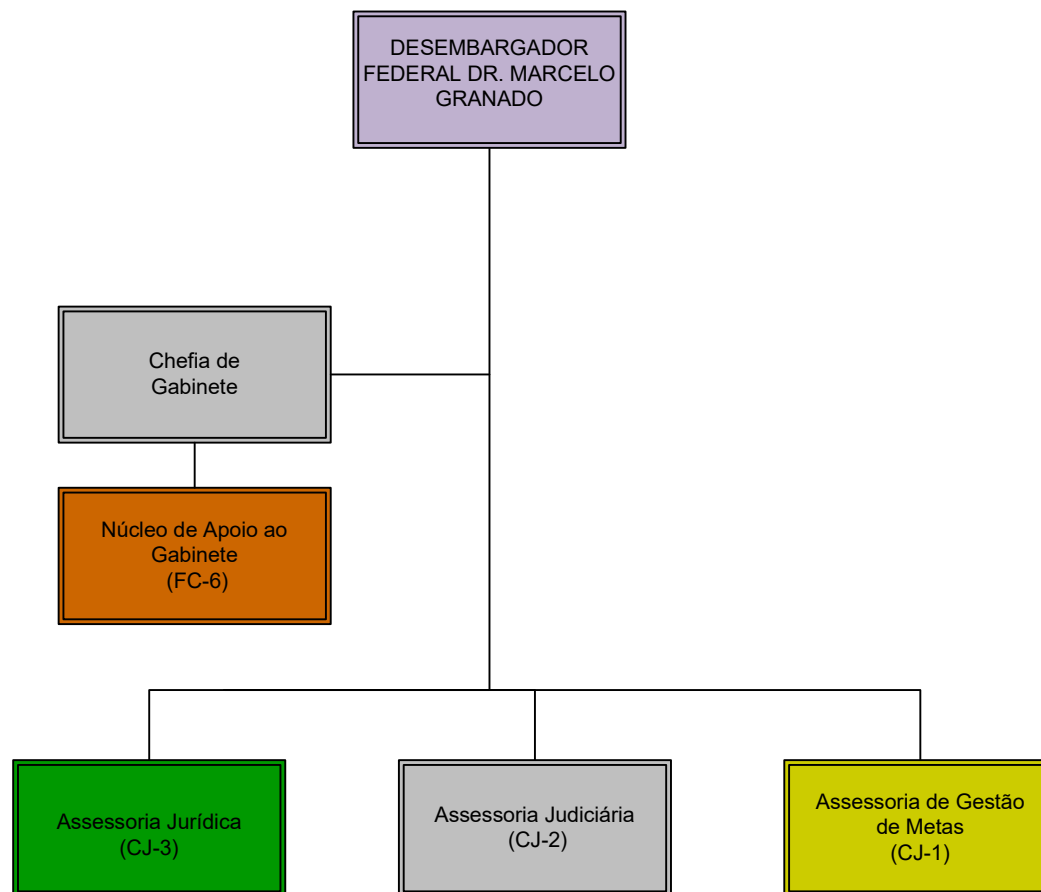 DESEMBARGADOR
FEDERAL DR. MARCELO
GRANADO
Chefia de
Gabinete
Núcleo de Apoio ao
Gabinete
(FC-6)
Assessoria Jurídica
(CJ-3)
Assessoria Judiciária
(CJ-2)
Assessoria de Gestão
de Metas
(CJ-1)